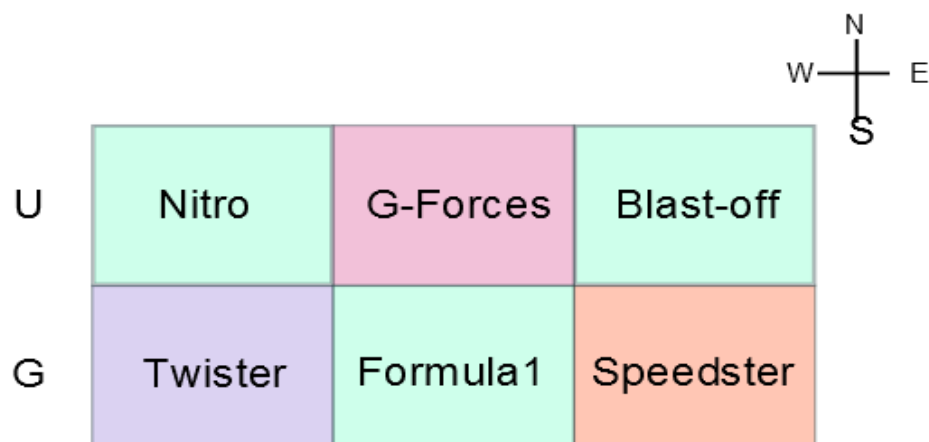 N
W E
S
U Nitro G-Forces Blast-off
G Twister Formula1 Speedster